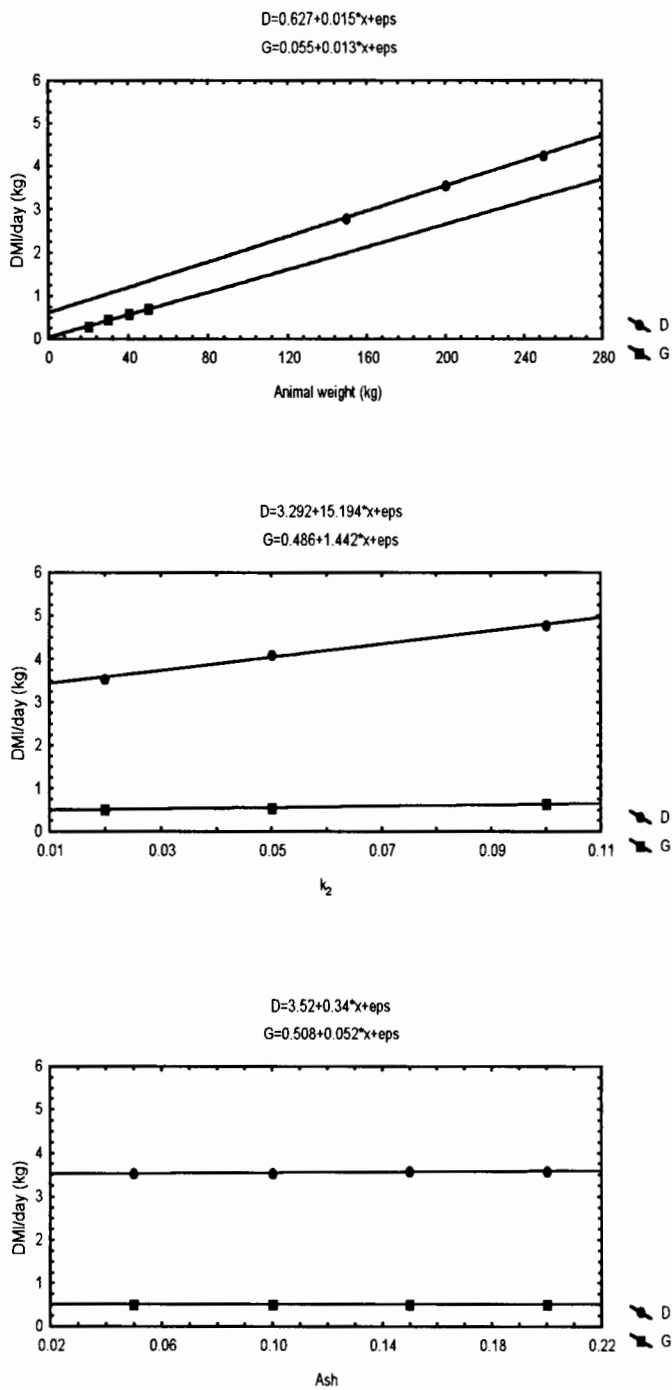 D=0.627+0.015*x+eps
G=0.055+0.013*x+eps
6
5
4
3
2
1
0
DMI/day (kg)
0 40 80 120 160 200 240 280
Animal weight (kg)
D
G
D=3.292+15.194*x+eps
G=0.486+1.442*x+eps
6
5
4
3
2
1
0
DMI/day (kg)
0.01 0.03 0.05 0.07 0.09 0.11
k₂
D
G
D=3.52+0.34*x+eps
G=0.508+0.052*x+eps
6
5
4
3
2
1
0
DMI/day (kg)
0.02 0.06 0.10 0.14 0.18 0.22
Ash
D
G